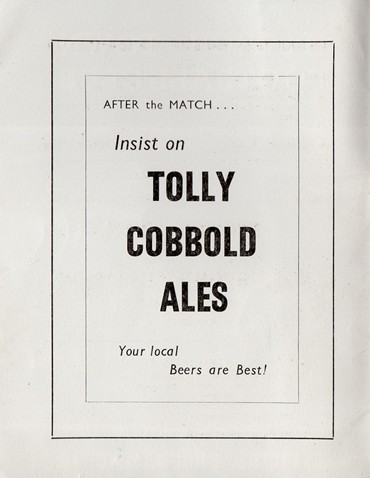 AFTER the MATCH . . .
Insist on
TOLLY
COBBOLD
ALES
Your local
Beers are Best!